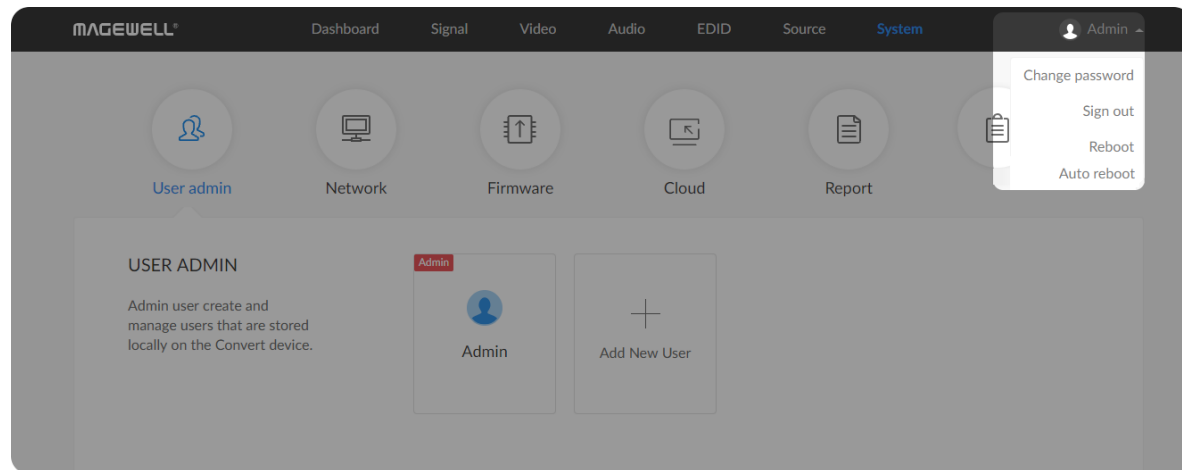 MAGEWELL®
Dashboard
Signal
Video
Audio
EDID
Source
System
Admin
Change password
Sign out
Reboot
Auto reboot
User admin
Network
Firmware
Cloud
Report
USER ADMIN
Admin user create and
manage users that are stored
locally on the Convert device.
Admin
Admin
Add New User